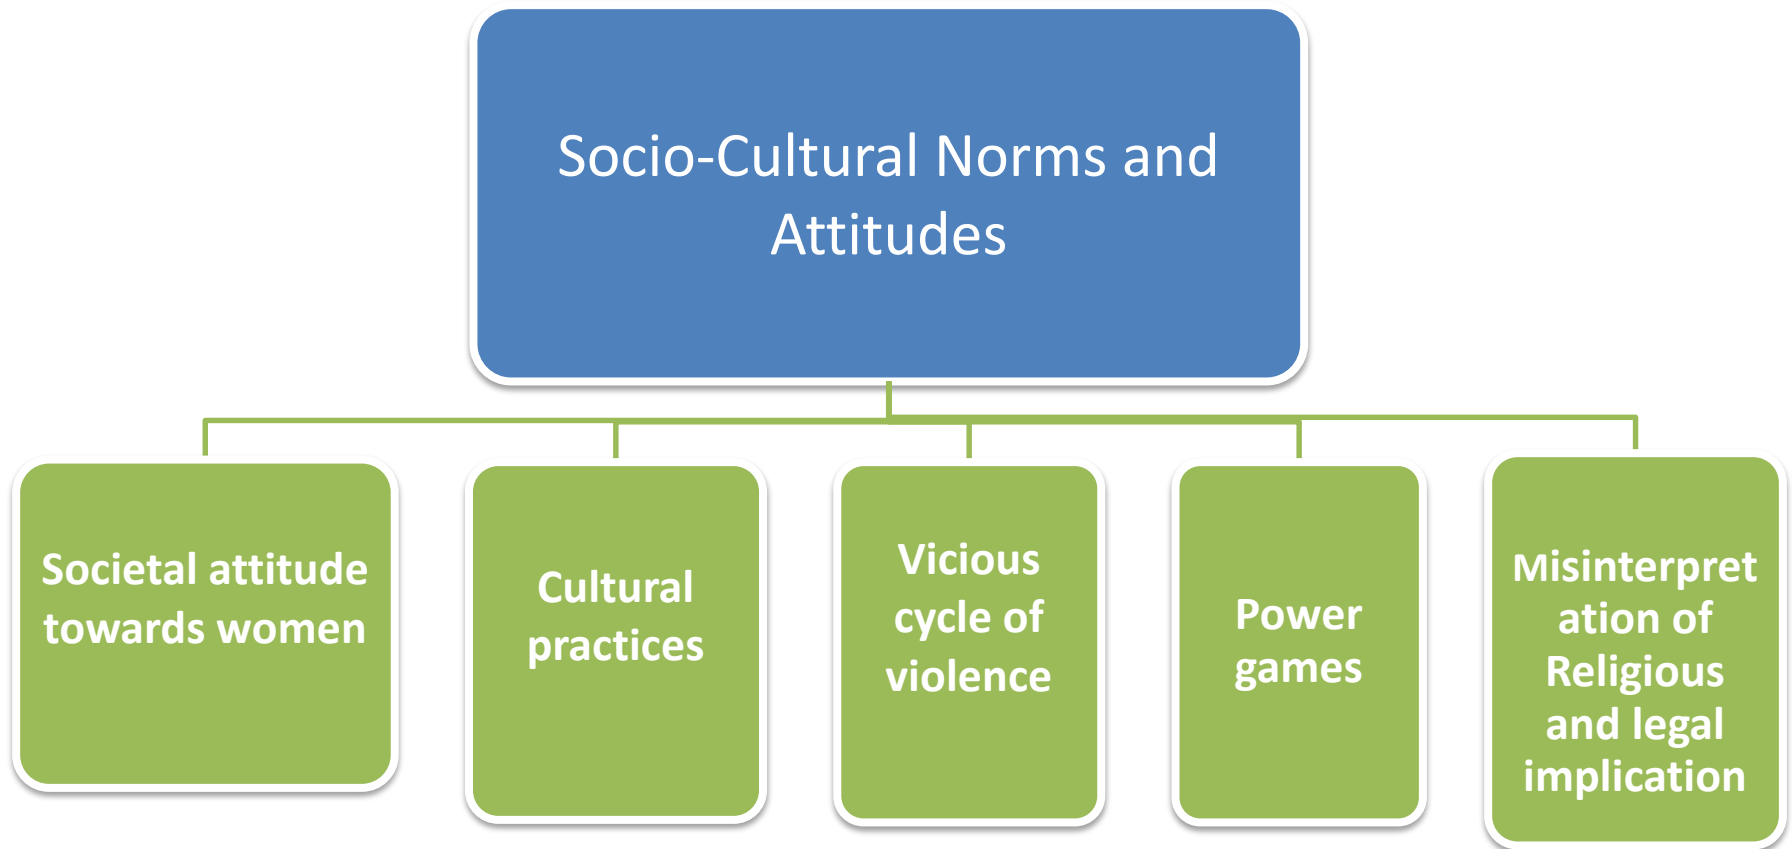 Socio-Cultural Norms and
Attitudes
Societal attitude
towards women
Cultural
practices
Vicious
cycle of
violence
Power
games
Misinterpret
ation of
Religious
and legal
implication